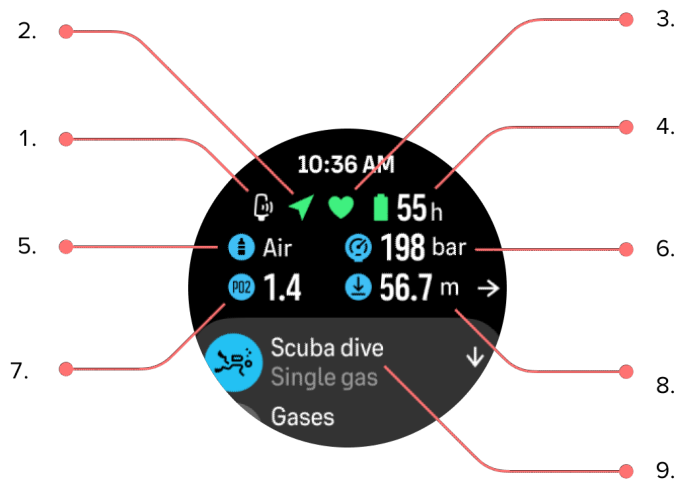 2.
3.
1.
4.
10:36 AM
55 h
5.
Air
198 bar
6.
PO2 1.4
56.7 m
7.
Scuba dive
Single gas
8.
Gases
9.